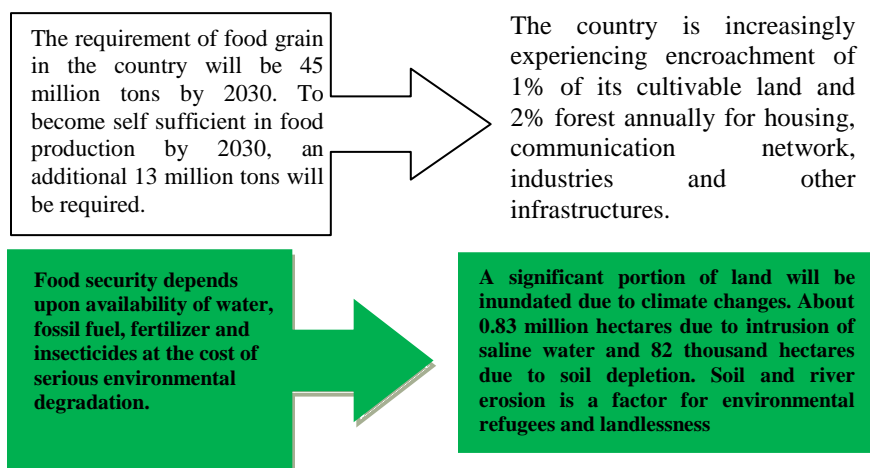 The requirement of food grain
in the country will be 45
million tons by 2030. To
become self sufficient in food
production by 2030, an
additional 13 million tons will
be required.
The country is increasingly
experiencing encroachment of
1% of its cultivable land and
2% forest annually for housing,
communication network,
industries and other
infrastructures.
Food security depends
upon availability of water,
fossil fuel, fertilizer and
insecticides at the cost of
serious environmental
degradation.
A significant portion of land will be
inundated due to climate changes. About
0.83 million hectares due to intrusion of
saline water and 82 thousand hectares
due to soil depletion. Soil and river
erosion is a factor for environmental
refugees and landlessness